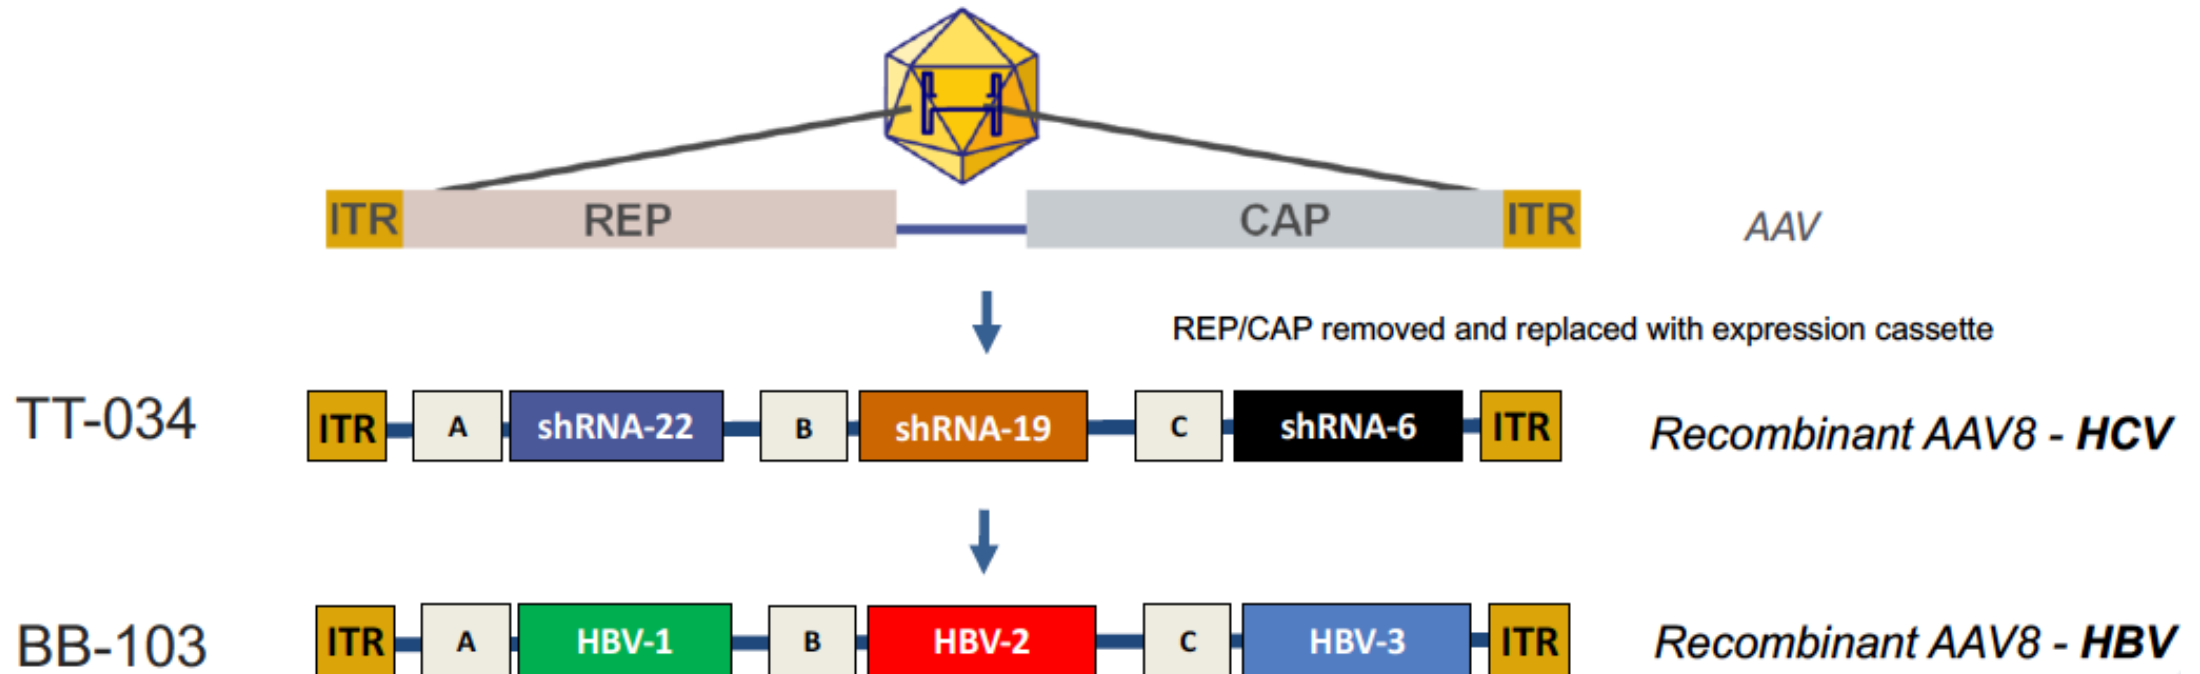 ITR REP CAP ITR AAV
REP/CAP removed and replaced with expression cassette
TT-034 ITR A shRNA-22 B shRNA-19 C shRNA-6 ITR Recombinant AAV8 - HCV
BB-103 ITR A HBV-1 B HBV-2 C HBV-3 ITR Recombinant AAV8 - HBV